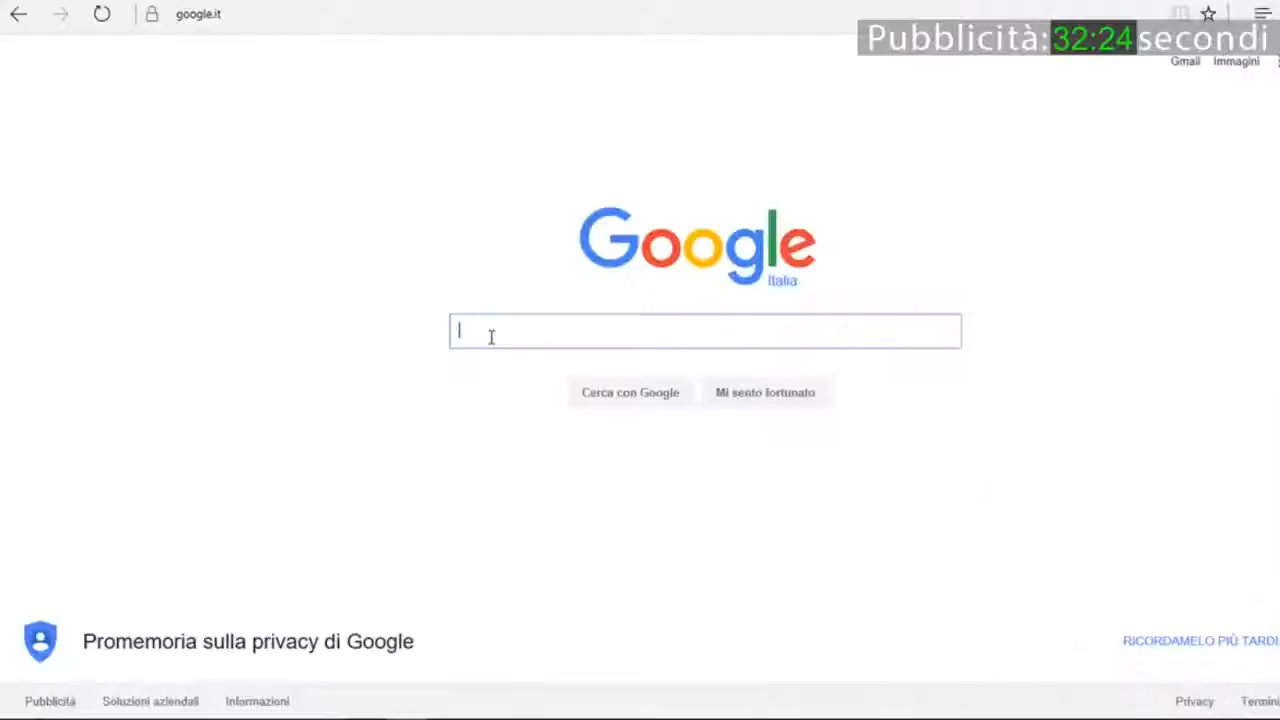 google.it
Pubblicità:32:24secondi
Gmail Immagini
Google
Italia
Cerca con Google Mi sento fortunato
Promemoria sulla privacy di Google
RICORDAMELO PIÙ TARDI
Pubblicità Soluzioni aziendali Informazioni
Privacy Termini